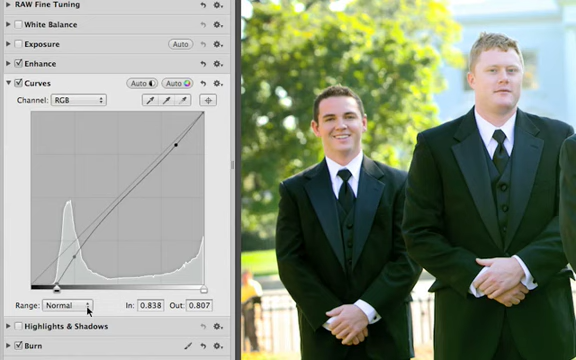 RAW Fine Tuning
White Balance
Exposure Auto
Enhance
Curves Auto Auto
Channel: RGB
Range: Normal In: 0.838 Out: 0.807
Highlights & Shadows
Burn